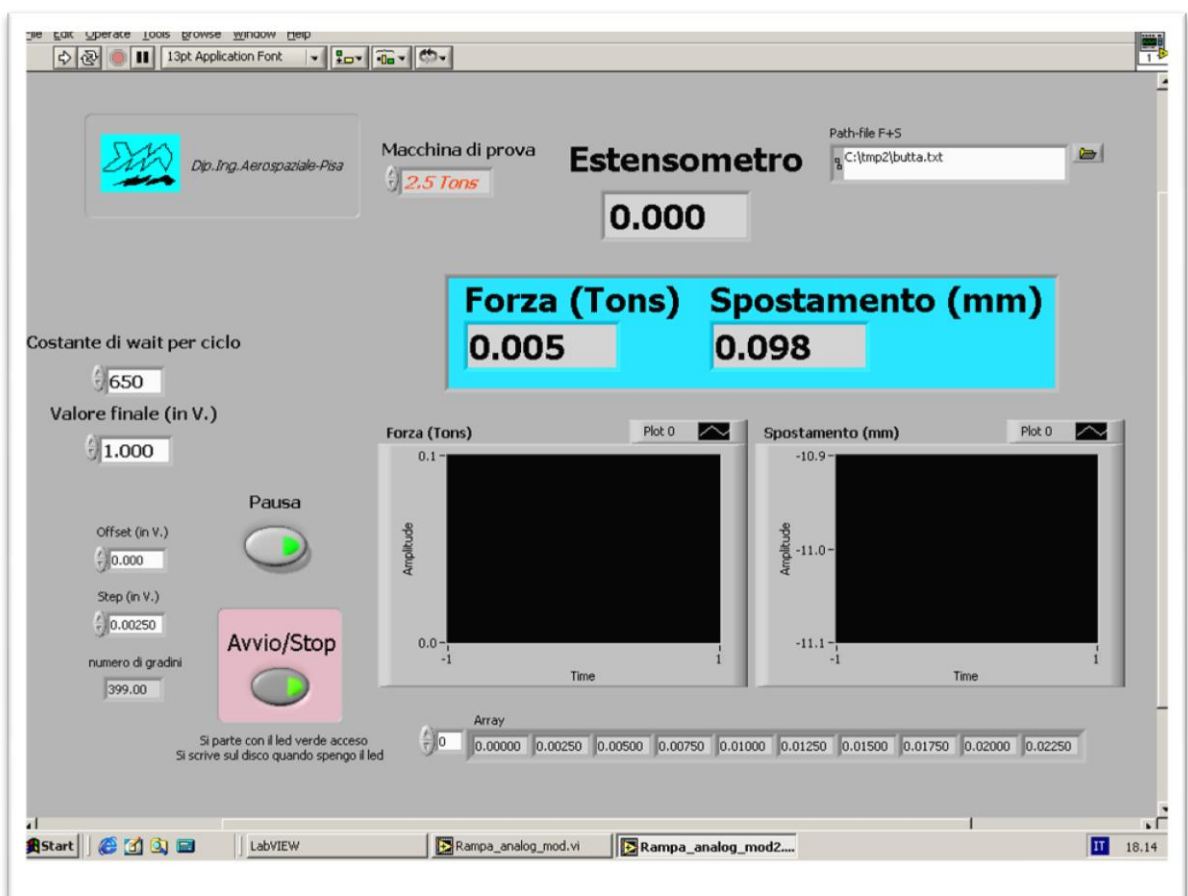 File Edit Operate Tools Browse Window Help
13pt Application Font
1
Dip.Ing.Aerospaziale-Pisa
Macchina di prova
2.5 Tons
Estensometro
0.000
Path-file F+S
C:\tmp2\butta.txt
Forza (Tons) Spostamento (mm)
0.005 0.098
Costante di wait per ciclo
650
Valore finale (in V.)
1.000
Pausa
Offset (in V.)
0.000
Step (in V.)
0.00250
numero di gradini
399.00
Avvio/Stop
Si parte con il led verde acceso
Si scrive sul disco quando spengo il led
Forza (Tons) Plot 0
0.1
Amplitude
0.0
-1 1
Time
Spostamento (mm) Plot 0
-10.9
-11.0
Amplitude
-11.1
-1 1
Time
Array
0 0.00000 0.00250 0.00500 0.00750 0.01000 0.01250 0.01500 0.01750 0.02000 0.02250
Start LabVIEW Rampa_analog_mod.vi Rampa_analog_mod2.... IT 18.14